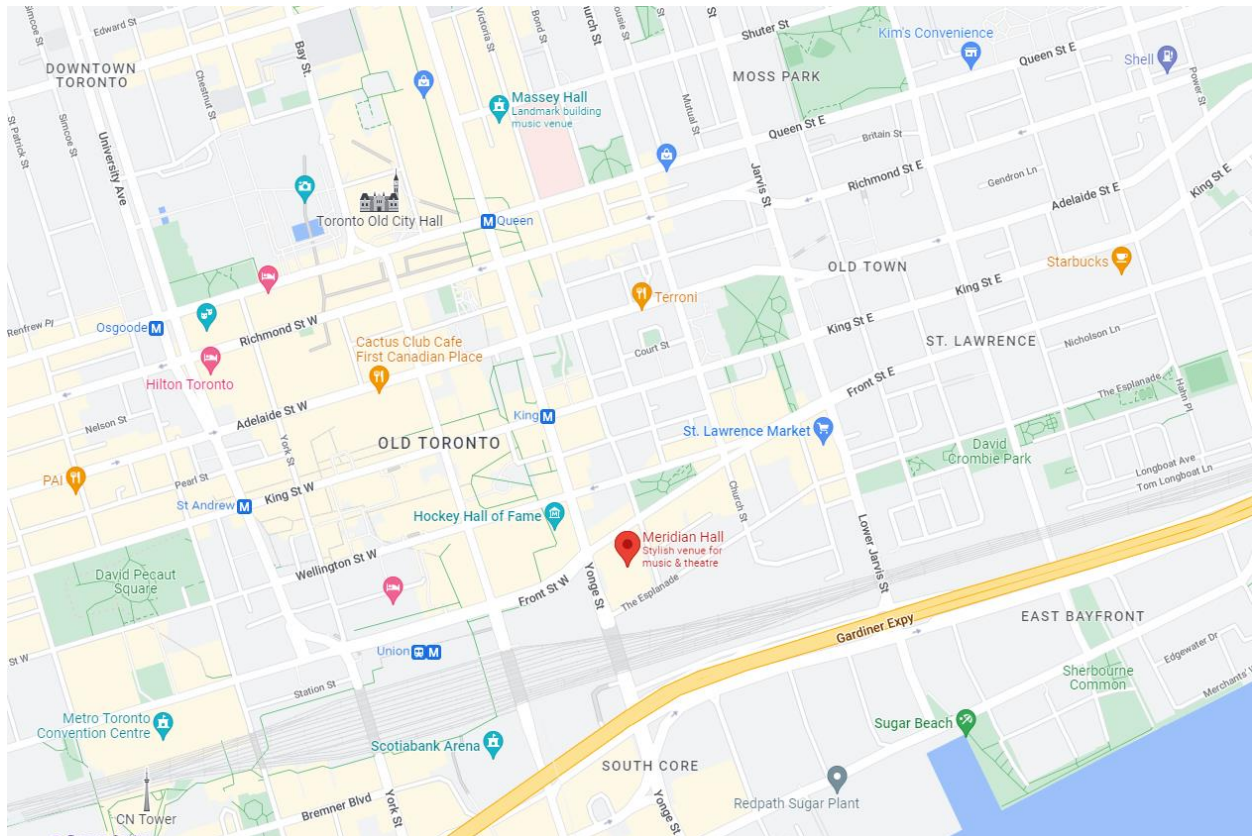 Simcoe St
Edward St
Bay St.
Victoria St
Bond St
Church St
Shuter St
Kim's Convenience
Queen St E
Shell
DOWNTOWN
TORONTO
Chestnut St
MOSS PARK
Power St
Massey Hall
Landmark building
music venue
Mutual St
Queen St E
Britain St
St Patrick St
Simcoe St
University Ave
Jarvis St
Richmond St E
Gendron Ln
King St E
Adelaide St E
Toronto Old City Hall
Queen
OLD TOWN
Starbucks
Terroni
King St E
Renfrew Pl
Osgoode
Richmond St W
King St E
Cactus Club Cafe
First Canadian Place
Court St
ST. LAWRENCE
Nicholson Ln
Hilton Toronto
Front St E
The Esplanade
Hahn Pl
Adelaide St W
Nelson St
King
OLD TORONTO
St. Lawrence Market
York St
David
Crombie Park
Longboat Ave
Tom Longboat Ln
PAI
Pearl St
King St W
St Andrew
Hockey Hall of Fame
Church St
Meridian Hall
Stylish venue for
music & theatre
Lower Jarvis St
Wellington St W
David Pecaut
Square
Front St W
Yonge St
The Esplanade
EAST BAYFRONT
Gardiner Expy
St W
Union
Edgewater Dr
Station St
Sherbourne
Common
Merchants'
Metro Toronto
Convention Centre
Sugar Beach
Scotiabank Arena
SOUTH CORE
Redpath Sugar Plant
CN Tower
Bremner Blvd
York St
Yonge St